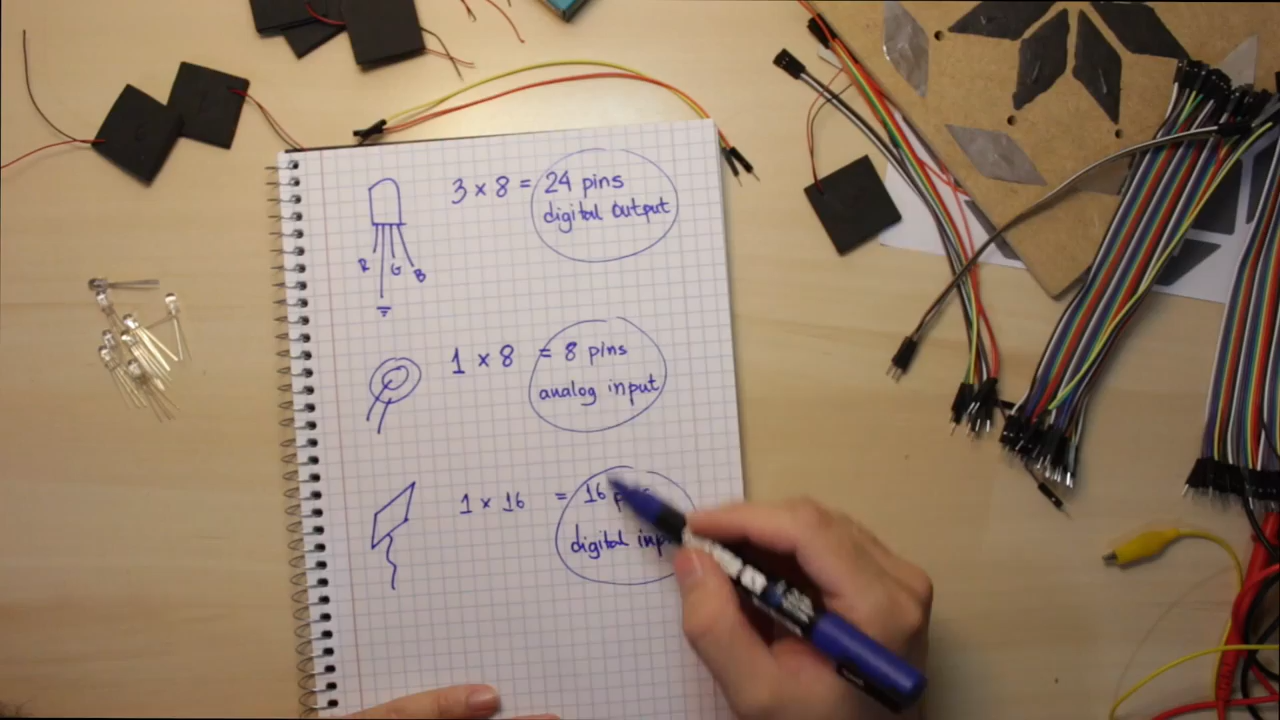 3 x 8 = 24 pins
digital output
R G B
1 x 8 = 8 pins
analog input
1 x 16 = 16
digital